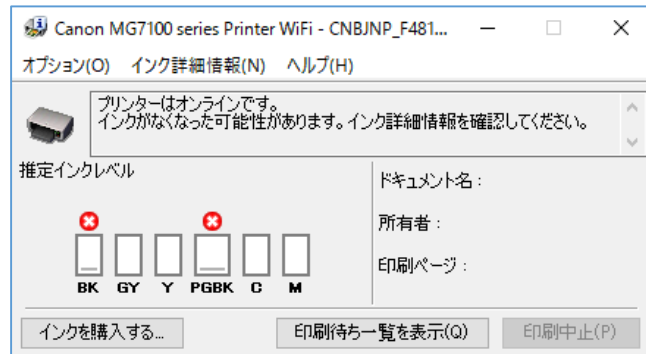 Canon MG7100 series Printer WiFi - CNBJNP_F481...
オプション(O) インク詳細情報(N) ヘルプ(H)
プリンターはオンラインです。
インクがなくなった可能性があります。インク詳細情報を確認してください。
推定インクレベル
BK GY Y PGBK C M
ドキュメント名 :
所有者 :
印刷ページ :
インクを購入する... 印刷待ち一覧を表示(Q) 印刷中止(P)